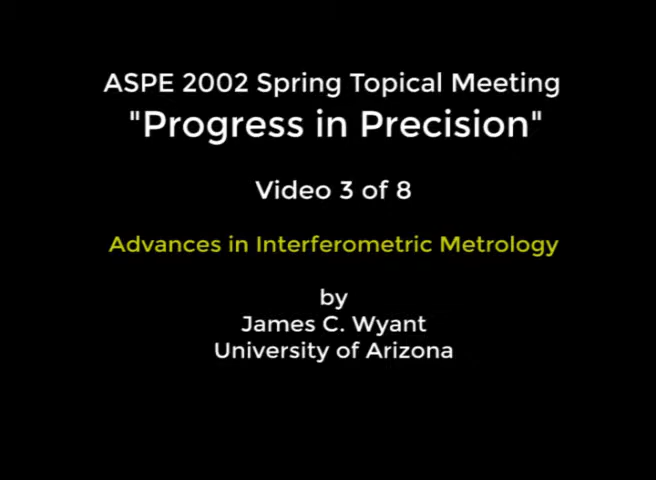 ASPE 2002 Spring Topical Meeting
"Progress in Precision"
Video 3 of 8
Advances in Interferometric Metrology
by
James C. Wyant
University of Arizona